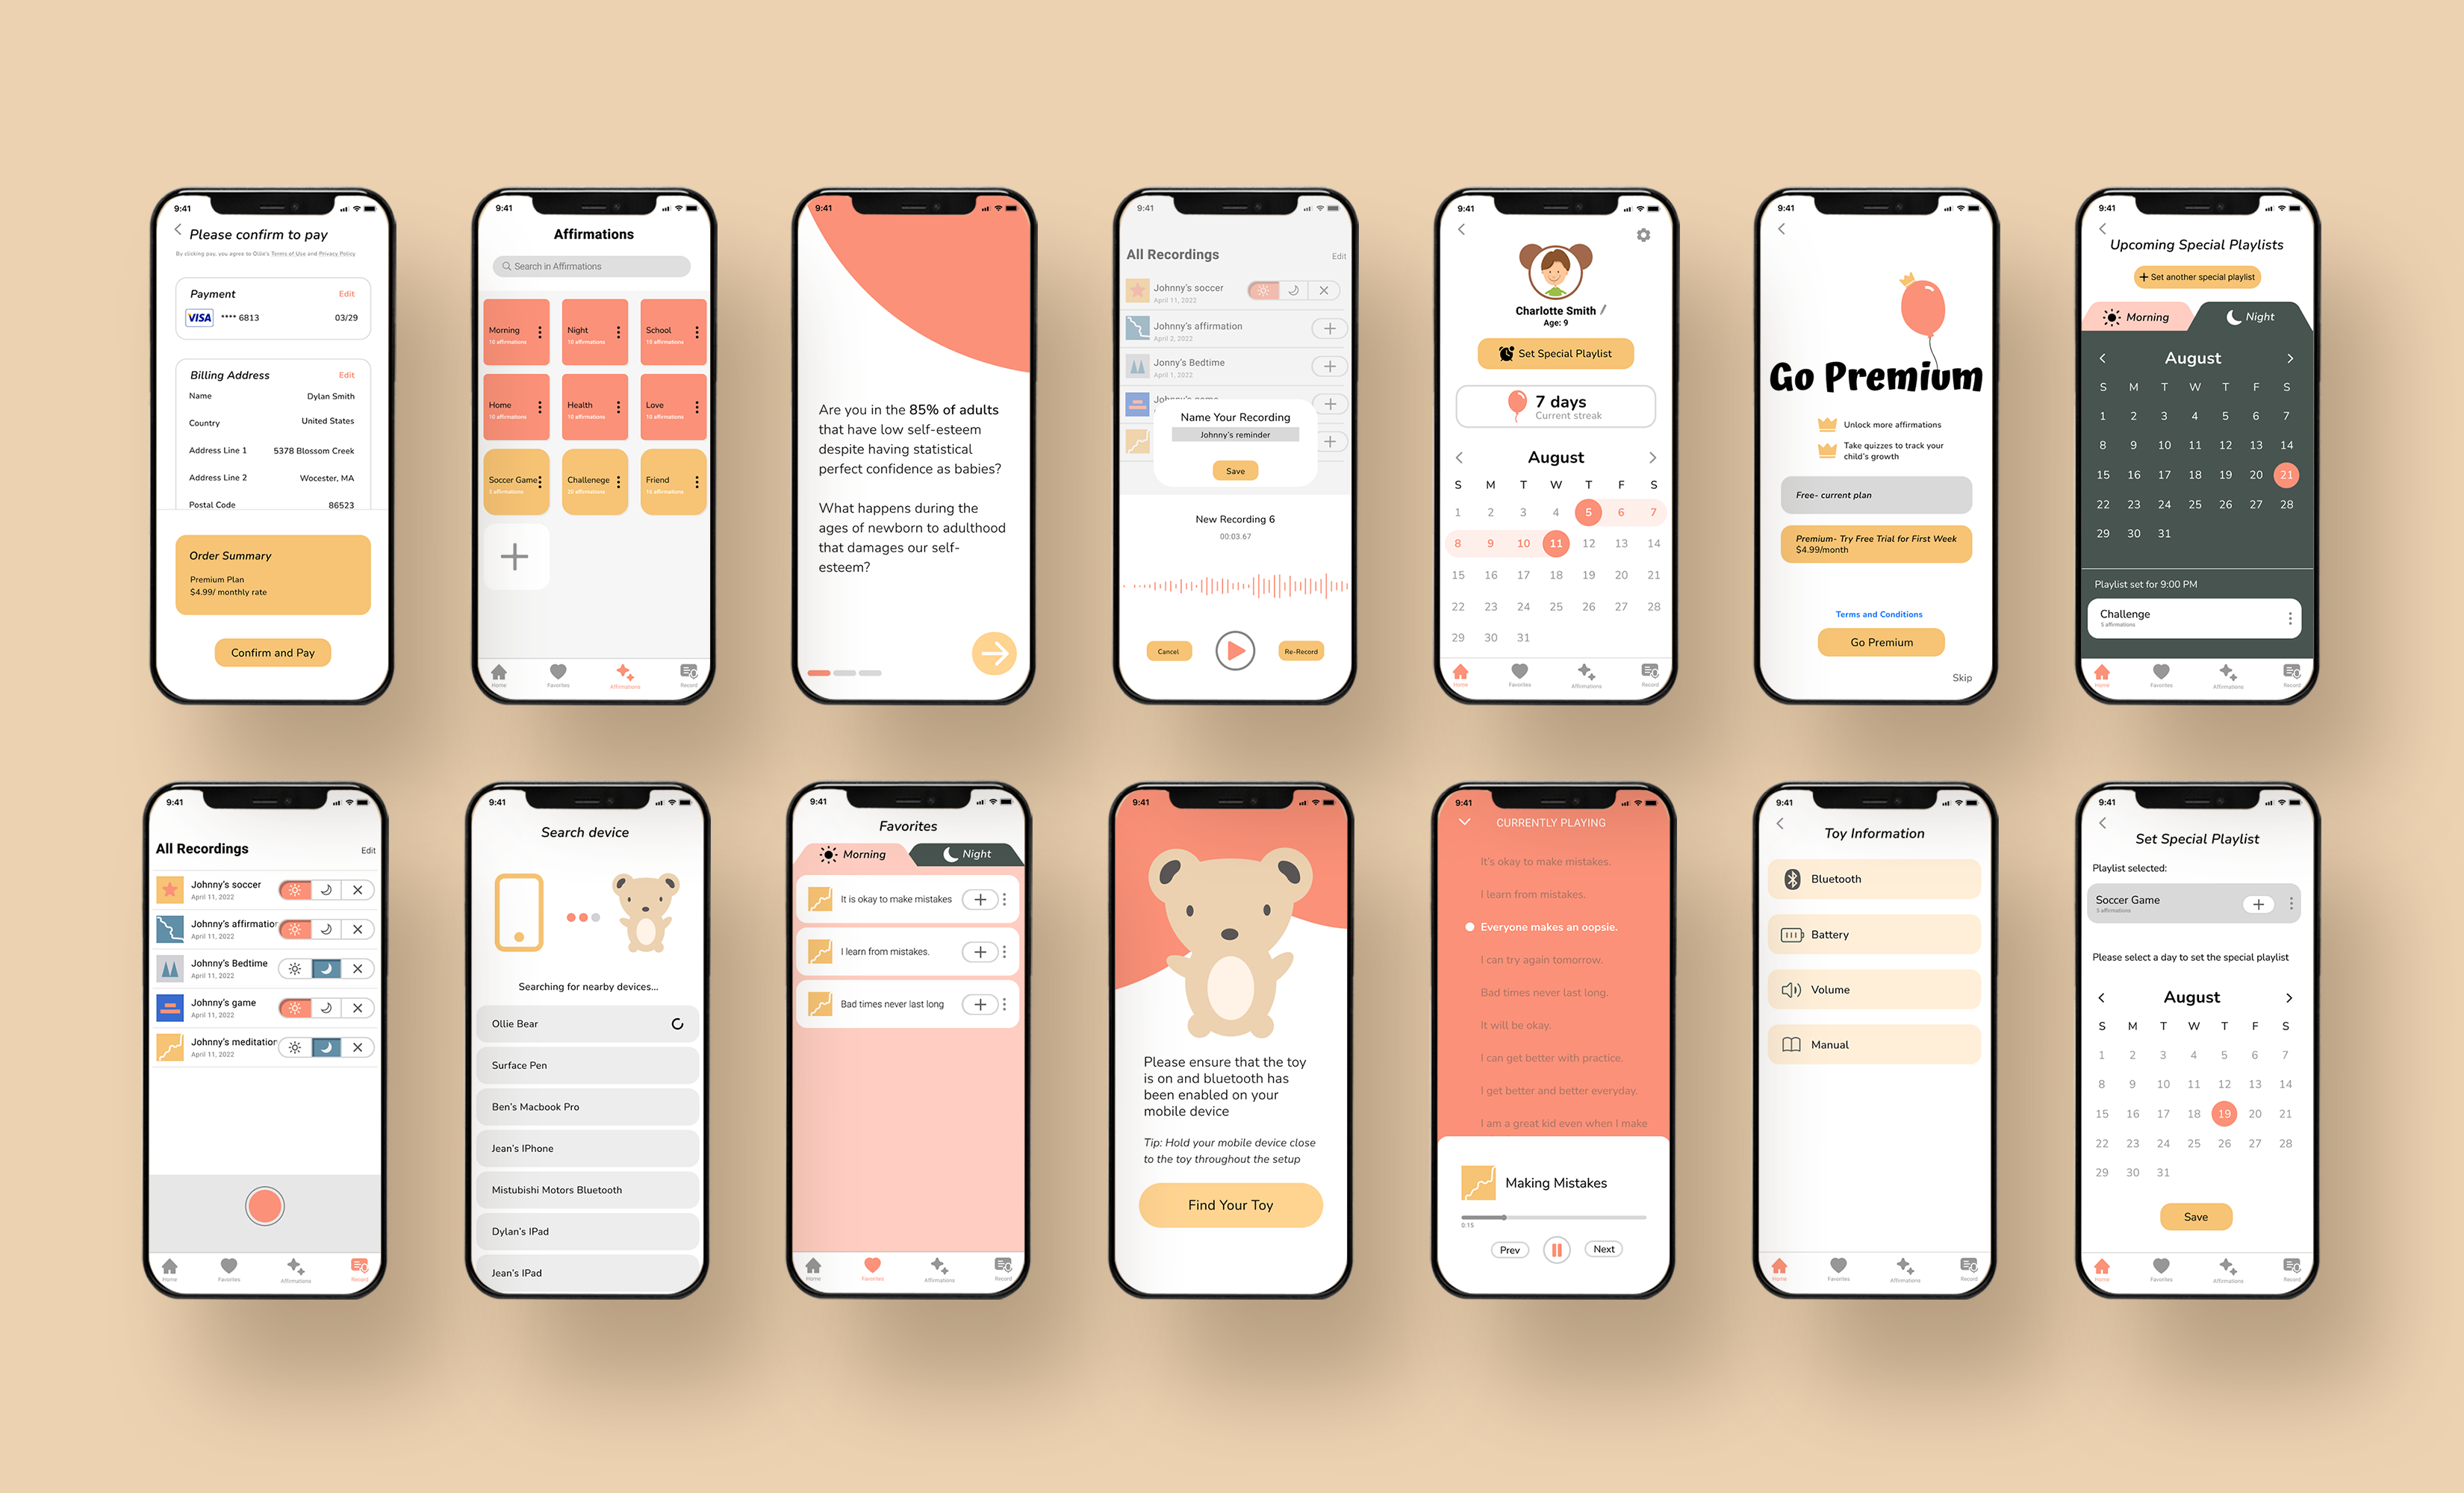 9:41
Please confirm to pay
By clicking pay, you agree to Ollie's Terms of Use and Privacy Policy
Payment
Edit
VISA
**** 6813
03/29
Billing Address
Edit
Name
Dylan Smith
Country
United States
Address Line 1
5378 Blossom Creek
Address Line 2
Wocester, MA
Postal Code
86523
Order Summary
Premium Plan
$4.99/ monthly rate
Confirm and Pay
9:41
Affirmations
Search in Affirmations
Morning
10 affirmations
Night
10 affirmations
School
10 affirmations
Home
10 affirmations
Health
10 affirmations
Love
10 affirmations
Soccer Game
5 affirmations
Challenege
20 affirmations
Friend
16 affirmations
Home
Favorites
Affirmations
Record
9:41
Are you in the 85% of adults
that have low self-esteem
despite having statistical
perfect confidence as babies?
What happens during the
ages of newborn to adulthood
that damages our self-
esteem?
9:41
All Recordings
Edit
Johnny's soccer
April 11, 2022
Johnny's affirmation
April 2, 2022
Jonny's Bedtime
April 1, 2022
Johnny's game
Name Your Recording
Johnny's reminder
Save
New Recording 6
00:03.67
Cancel
Re-Record
9:41
Charlotte Smith
Age: 9
Set Special Playlist
7 days
Current streak
August
S M T W T F S
1 2 3 4 5 6 7
8 9 10 11 12 13 14
15 16 17 18 19 20 21
22 23 24 25 26 27 28
29 30 31
Home
Favorites
Affirmations
Record
9:41
Go Premium
Unlock more affirmations
Take quizzes to track your
child's growth
Free- current plan
Premium- Try Free Trial for First Week
$4.99/month
Terms and Conditions
Go Premium
Skip
9:41
Upcoming Special Playlists
+ Set another special playlist
Morning
Night
August
S M T W T F S
1 2 3 4 5 6 7
8 9 10 11 12 13 14
15 16 17 18 19 20 21
22 23 24 25 26 27 28
29 30 31
Playlist set for 9:00 PM
Challenge
5 affirmations
Home
Favorites
Affirmations
Record
9:41
All Recordings
Edit
Johnny's soccer
April 11, 2022
Johnny's affirmation
April 11, 2022
Johnny's Bedtime
April 11, 2022
Johnny's game
April 11, 2022
Johnny's meditation
April 11, 2022
Home
Favorites
Affirmations
Record
9:41
Search device
Searching for nearby devices...
Ollie Bear
Surface Pen
Ben's Macbook Pro
Jean's IPhone
Mistubishi Motors Bluetooth
Dylan's IPad
Jean's IPad
9:41
Favorites
Morning
Night
It is okay to make mistakes
I learn from mistakes.
Bad times never last long
Home
Favorites
Affirmations
Record
9:41
Please ensure that the toy
is on and bluetooth has
been enabled on your
mobile device
Tip: Hold your mobile device close
to the toy throughout the setup
Find Your Toy
9:41
CURRENTLY PLAYING
It's okay to make mistakes.
I learn from mistakes.
Everyone makes an oopsie.
I can try again tomorrow.
Bad times never last long.
It will be okay.
I can get better with practice.
I get better and better everyday.
I am a great kid even when I make
Making Mistakes
0:15
Prev
Next
9:41
Toy Information
Bluetooth
Battery
Volume
Manual
Home
Favorites
Affirmations
Record
9:41
Set Special Playlist
Playlist selected:
Soccer Game
5 affirmations
Please select a day to set the special playlist
August
S M T W T F S
1 2 3 4 5 6 7
8 9 10 11 12 13 14
15 16 17 18 19 20 21
22 23 24 25 26 27 28
29 30 31
Save
Home
Favorites
Affirmations
Record